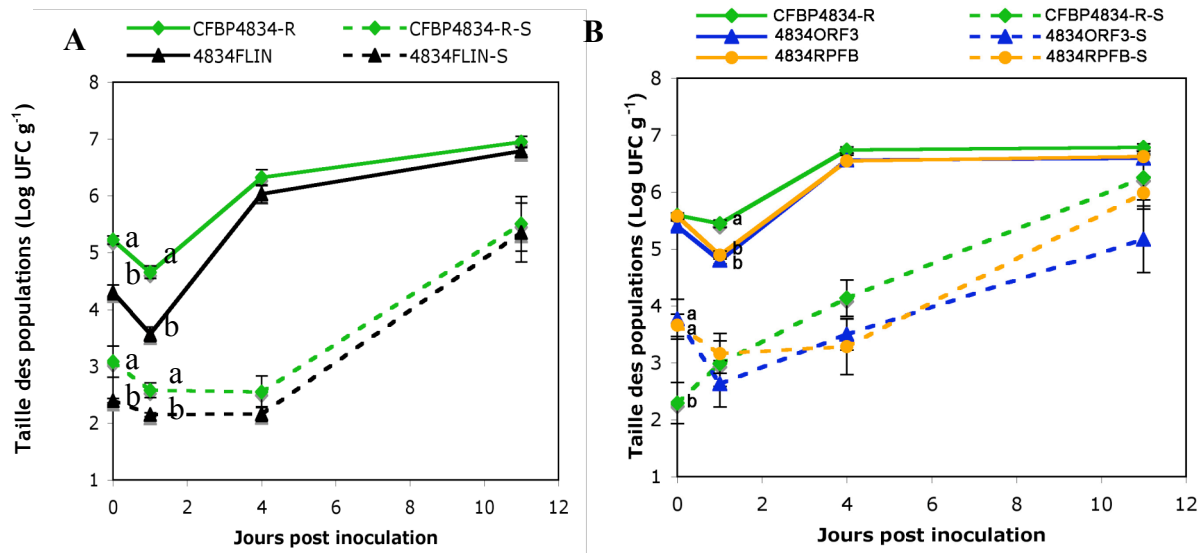 A
CFBP4834-R
CFBP4834-R-S
4834FLIN
4834FLIN-S
Taille des populations (Log UFC g-1)
8
7
6
5
4
3
2
1
a
b
a
b
a
b
a
b
0 2 4 6 8 10 12
Jours post inoculation
B
CFBP4834-R
CFBP4834-R-S
4834ORF3
4834ORF3-S
4834RPFB
4834RPFB-S
Taille des populations (Log UFC g-1)
8
7
6
5
4
3
2
1
a
b
b
a
a
b
0 2 4 6 8 10 12
Jours post inoculation